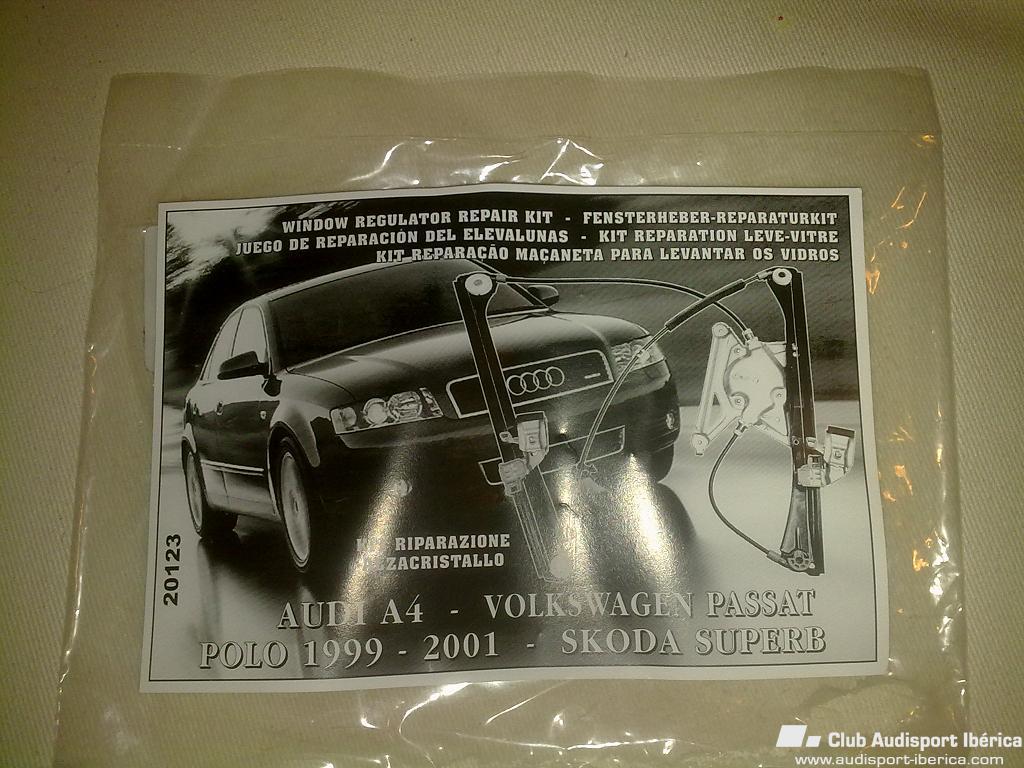 WINDOW REGULATOR REPAIR KIT - FENSTERHEBER-REPARATURKIT
JUEGO DE REPARACIÓN DEL ELEVALUNAS - KIT REPARATION LEVE-VITRE
KIT REPARAÇÃO MAÇANETA PARA LEVANTAR OS VIDROS
20123
RIPARAZIONE
AUDI A4 - VOLKSWAGEN PASSAT
POLO 1999 - 2001 - SKODA SUPERB
Club Audisport Ibérica
www.audisport-iberica.com